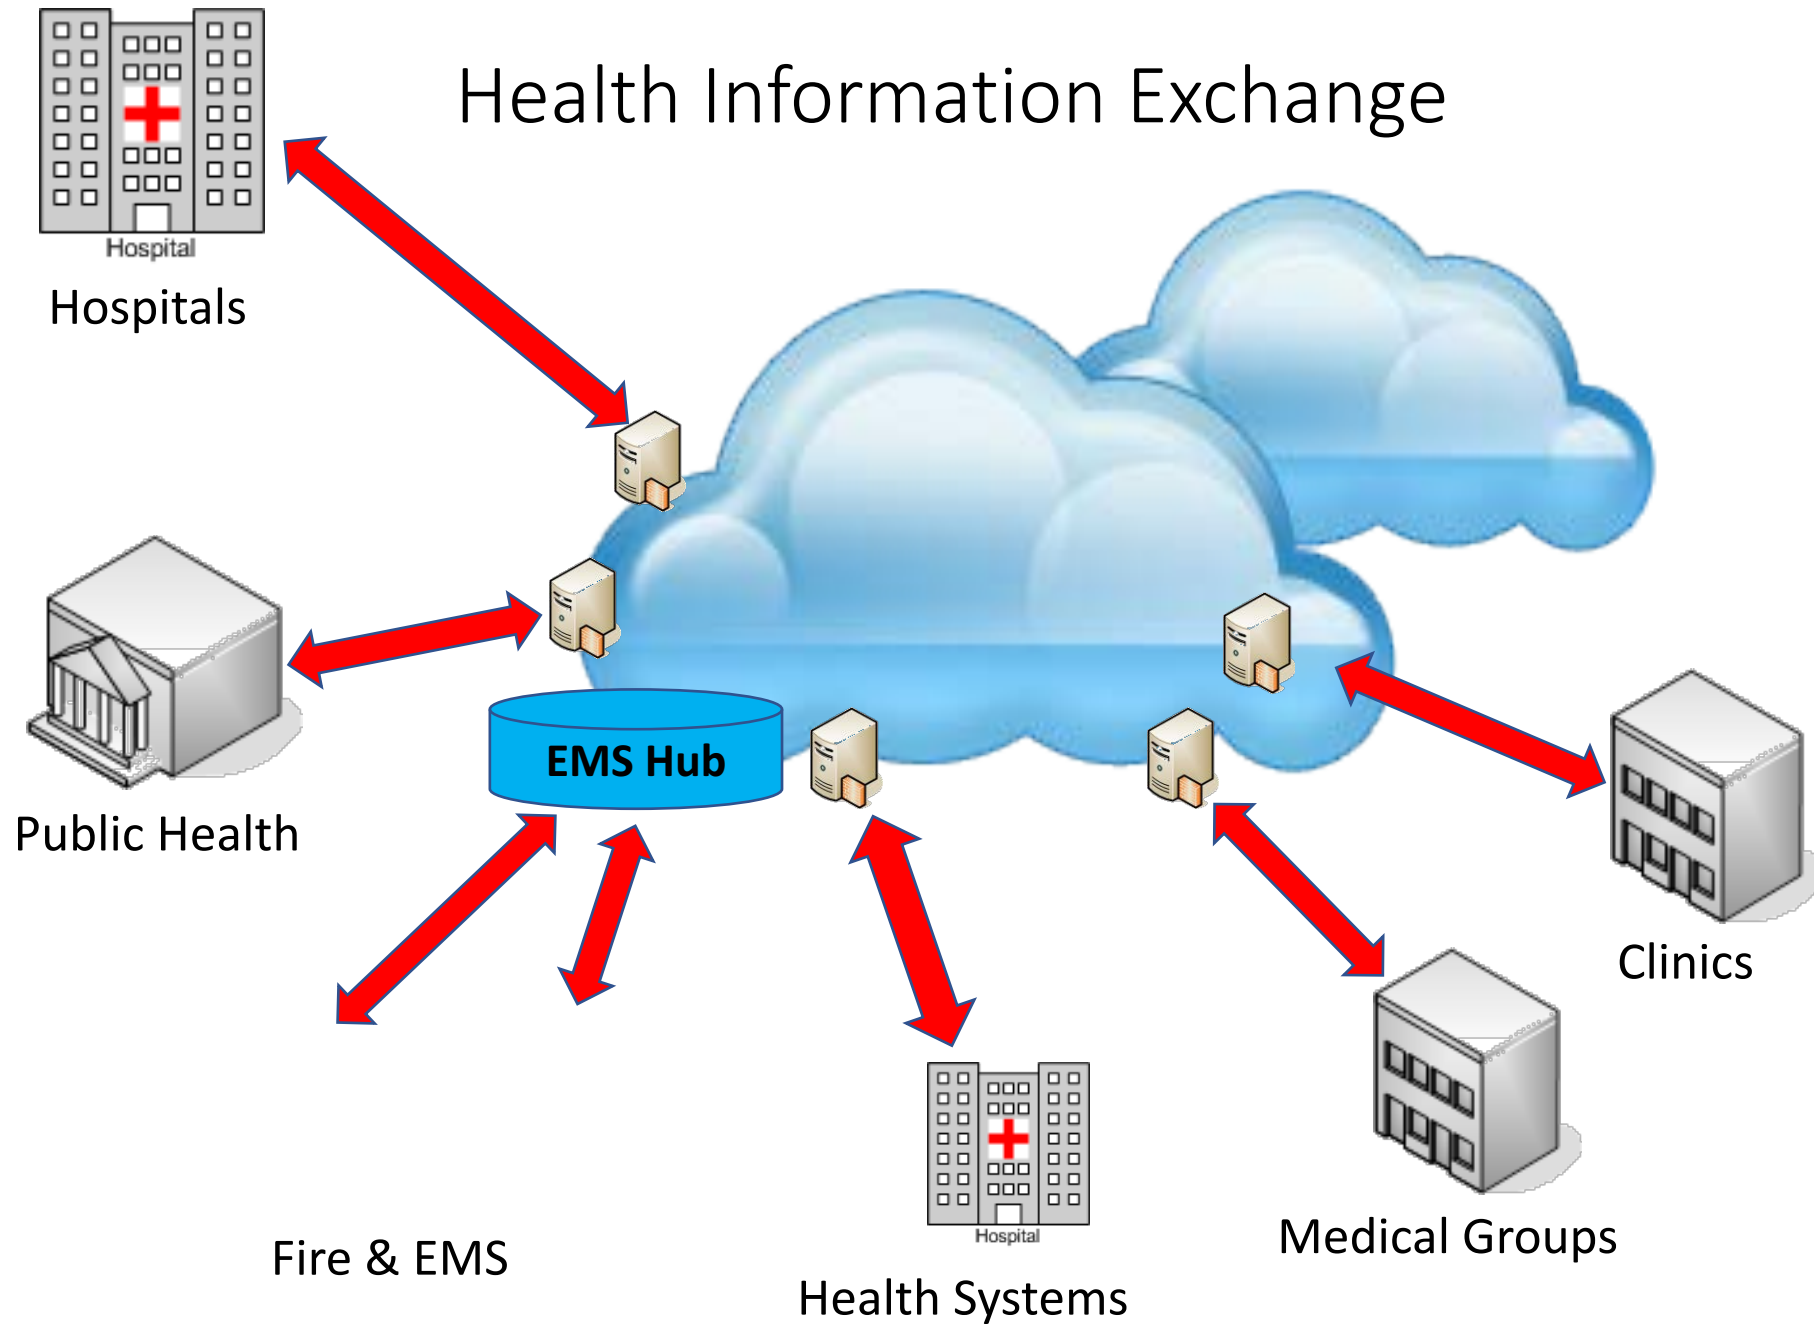 Health Information Exchange
Hospital
Hospitals
Public Health
EMS Hub
Clinics
Fire & EMS
Hospital
Health Systems
Medical Groups